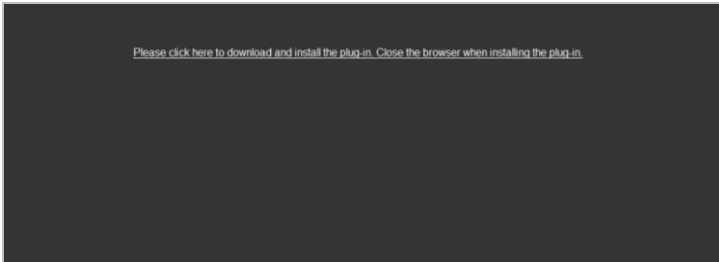 Please click here to download and install the plug-in. Close the browser when installing the plug-in.